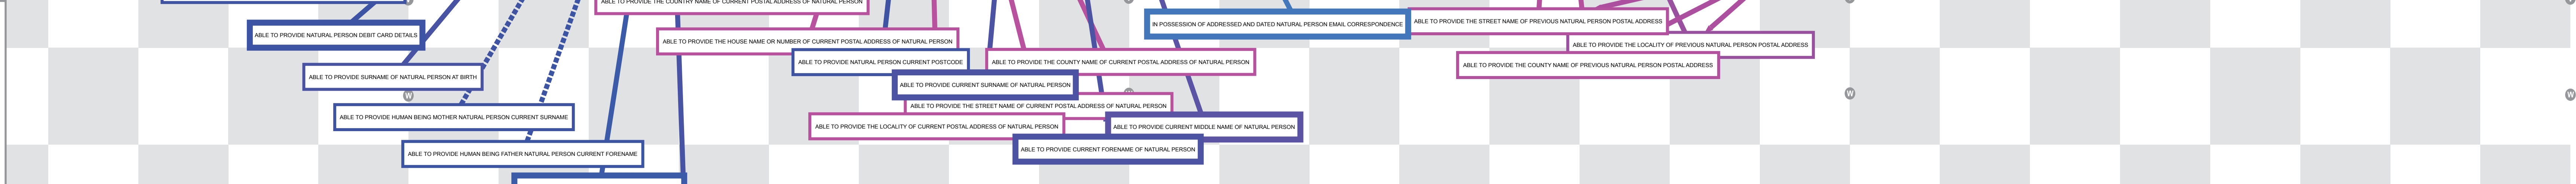 ABLE TO PROVIDE THE COUNTRY NAME OF CURRENT POSTAL ADDRESS OF NATURAL PERSON
IN POSSESSION OF ADDRESSED AND DATED NATURAL PERSON EMAIL CORRESPONDENCE
ABLE TO PROVIDE THE STREET NAME OF PREVIOUS NATURAL PERSON POSTAL ADDRESS
ABLE TO PROVIDE NATURAL PERSON DEBIT CARD DETAILS
ABLE TO PROVIDE THE HOUSE NAME OR NUMBER OF CURRENT POSTAL ADDRESS OF NATURAL PERSON
ABLE TO PROVIDE THE LOCALITY OF PREVIOUS NATURAL PERSON POSTAL ADDRESS
ABLE TO PROVIDE NATURAL PERSON CURRENT POSTCODE
ABLE TO PROVIDE THE COUNTY NAME OF CURRENT POSTAL ADDRESS OF NATURAL PERSON
ABLE TO PROVIDE THE COUNTY NAME OF PREVIOUS NATURAL PERSON POSTAL ADDRESS
ABLE TO PROVIDE SURNAME OF NATURAL PERSON AT BIRTH
ABLE TO PROVIDE CURRENT SURNAME OF NATURAL PERSON
W
W
W
ABLE TO PROVIDE THE STREET NAME OF CURRENT POSTAL ADDRESS OF NATURAL PERSON
ABLE TO PROVIDE HUMAN BEING MOTHER NATURAL PERSON CURRENT SURNAME
ABLE TO PROVIDE THE LOCALITY OF CURRENT POSTAL ADDRESS OF NATURAL PERSON
ABLE TO PROVIDE CURRENT MIDDLE NAME OF NATURAL PERSON
ABLE TO PROVIDE CURRENT FORENAME OF NATURAL PERSON
ABLE TO PROVIDE HUMAN BEING FATHER NATURAL PERSON CURRENT FORENAME